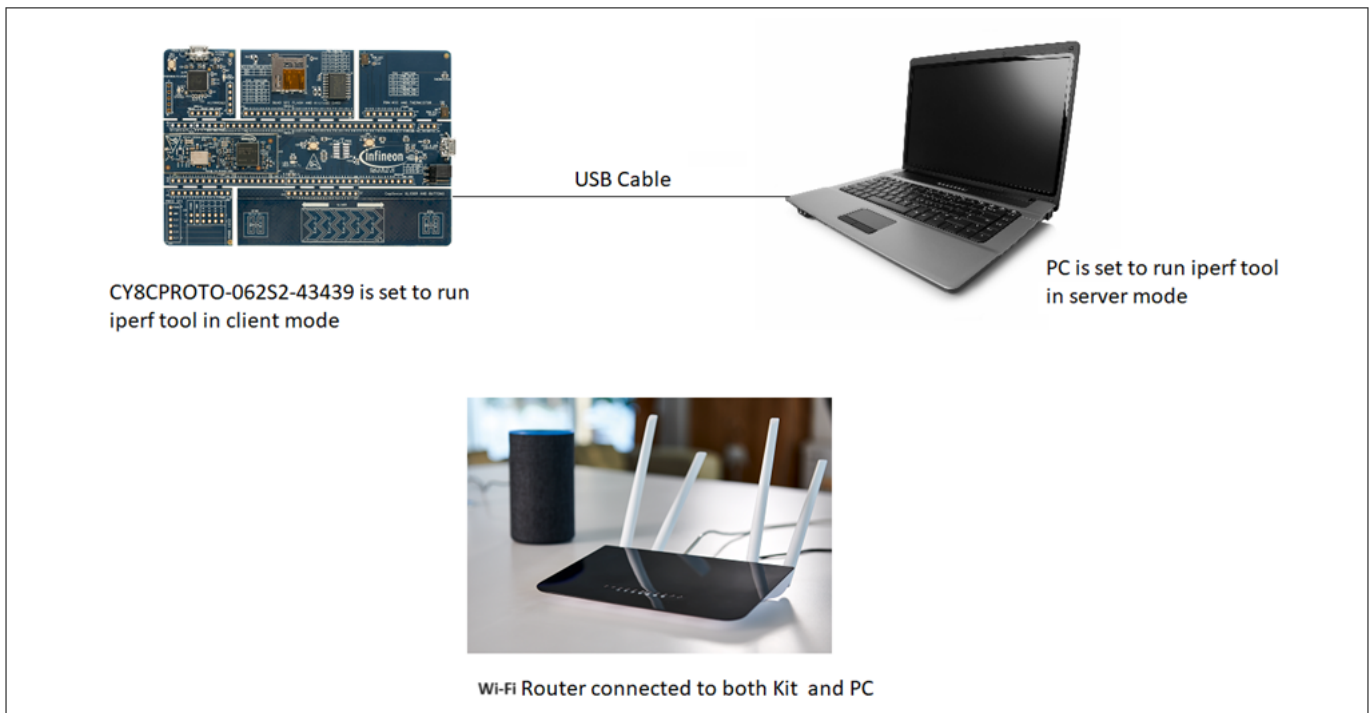 infineon
USB Cable
CY8CPROTO-062S2-43439 is set to run
iperf tool in client mode
PC is set to run iperf tool
in server mode
Wi-Fi Router connected to both Kit and PC